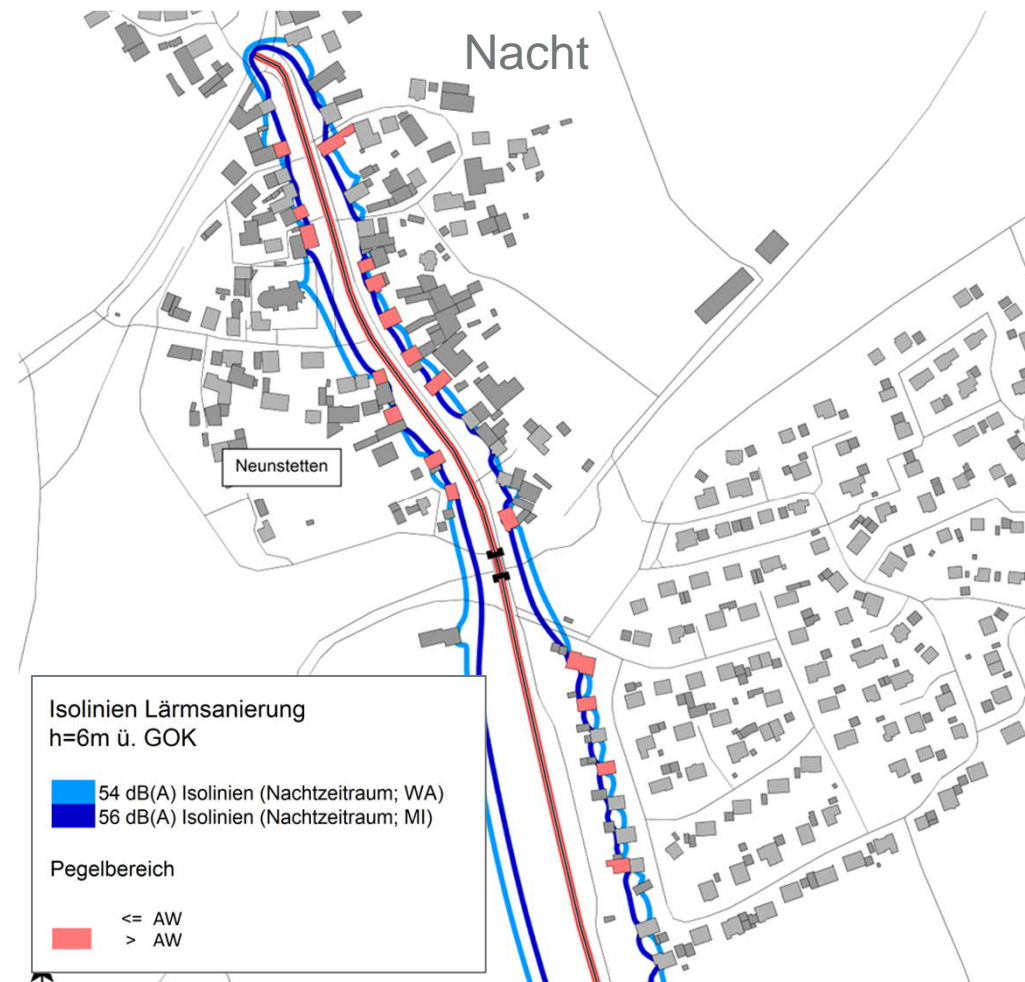 Nacht
Neunstetten
Isolinien Lärmsanierung
h=6m ü. GOK
54 dB(A) Isolinien (Nachtzeitraum; WA)
56 dB(A) Isolinien (Nachtzeitraum; MI)
Pegelbereich
<= AW
> AW